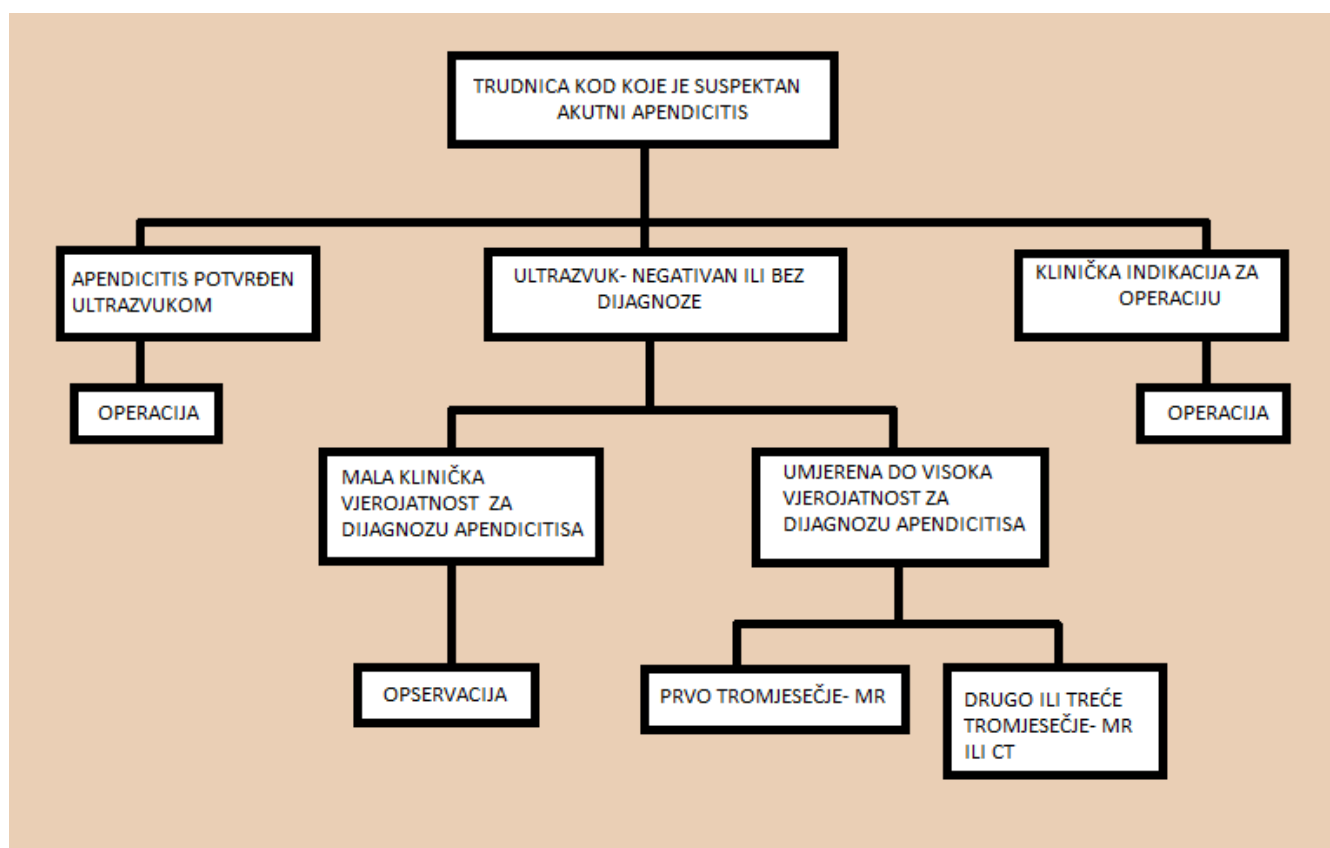 TRUDNICA KOD KOJE JE SUSPEKTAN
AKUTNI APENDICITIS
APENDICITIS POTVRĐEN
ULTRAZVUKOM
ULTRAZVUK- NEGATIVAN ILI BEZ
DIJAGNOZE
KLINIČKA INDIKACIJA ZA
OPERACIJU
OPERACIJA
OPERACIJA
MALA KLINIČKA
VJEROJATNOST ZA
DIJAGNOZU APENDICITISA
UMJERENA DO VISOKA
VJEROJATNOST ZA
DIJAGNOZU APENDICITISA
OPSERVACIJA
PRVO TROMJESEČJE- MR
DRUGO ILI TREĆE
TROMJESEČJE- MR
ILI CT